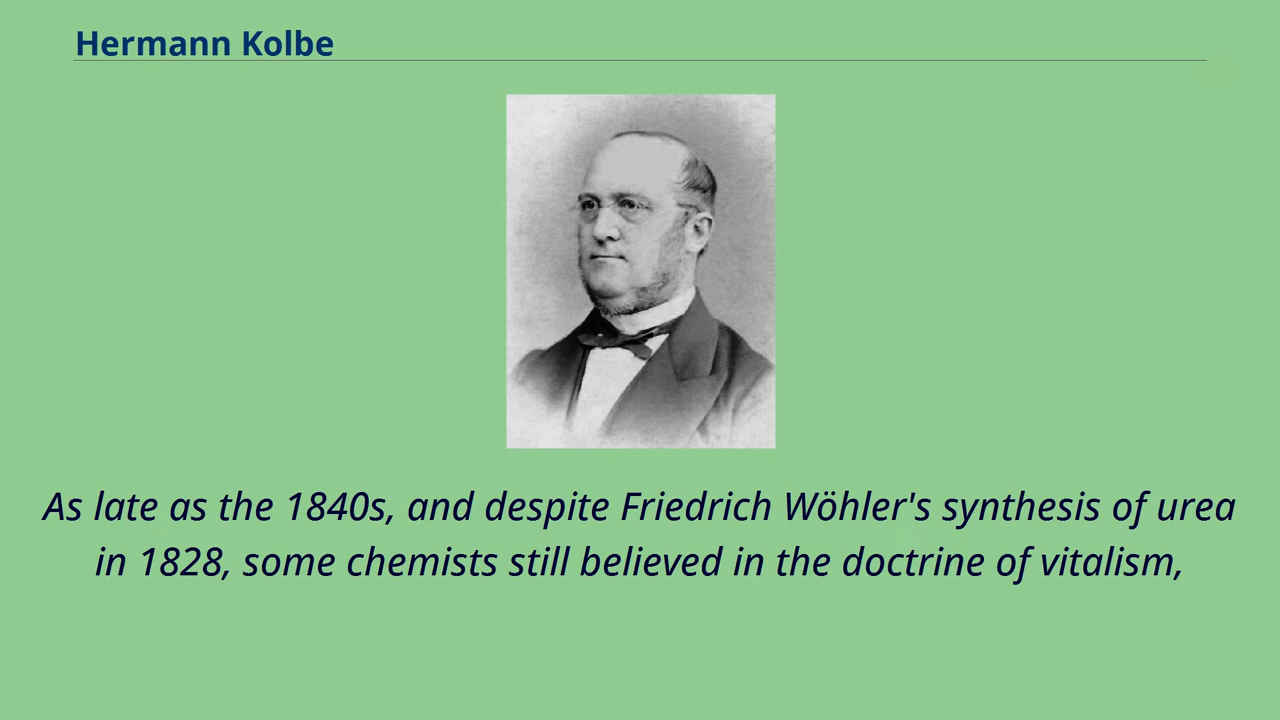 Hermann Kolbe
As late as the 1840s, and despite Friedrich Wöhler's synthesis of urea
in 1828, some chemists still believed in the doctrine of vitalism,